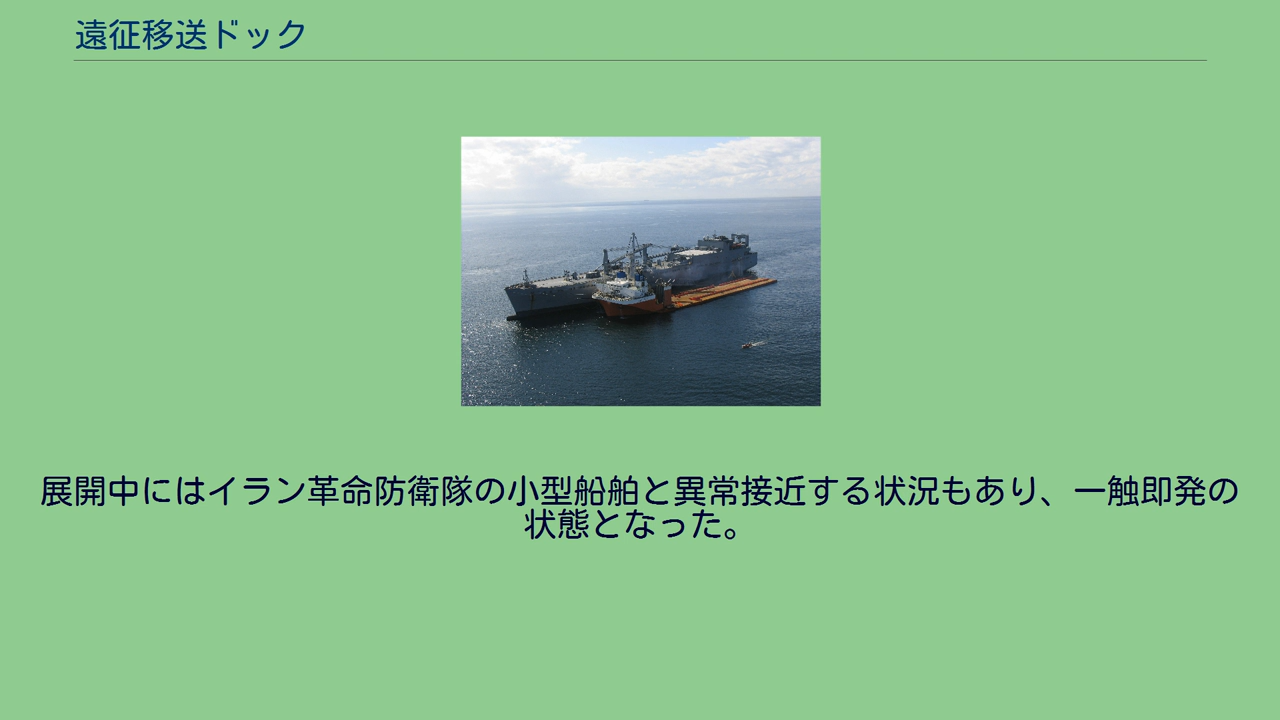 遠征移送ドック
展開中にはイラン革命防衛隊の小型船舶と異常接近する状況もあり、一触即発の
状態となった。